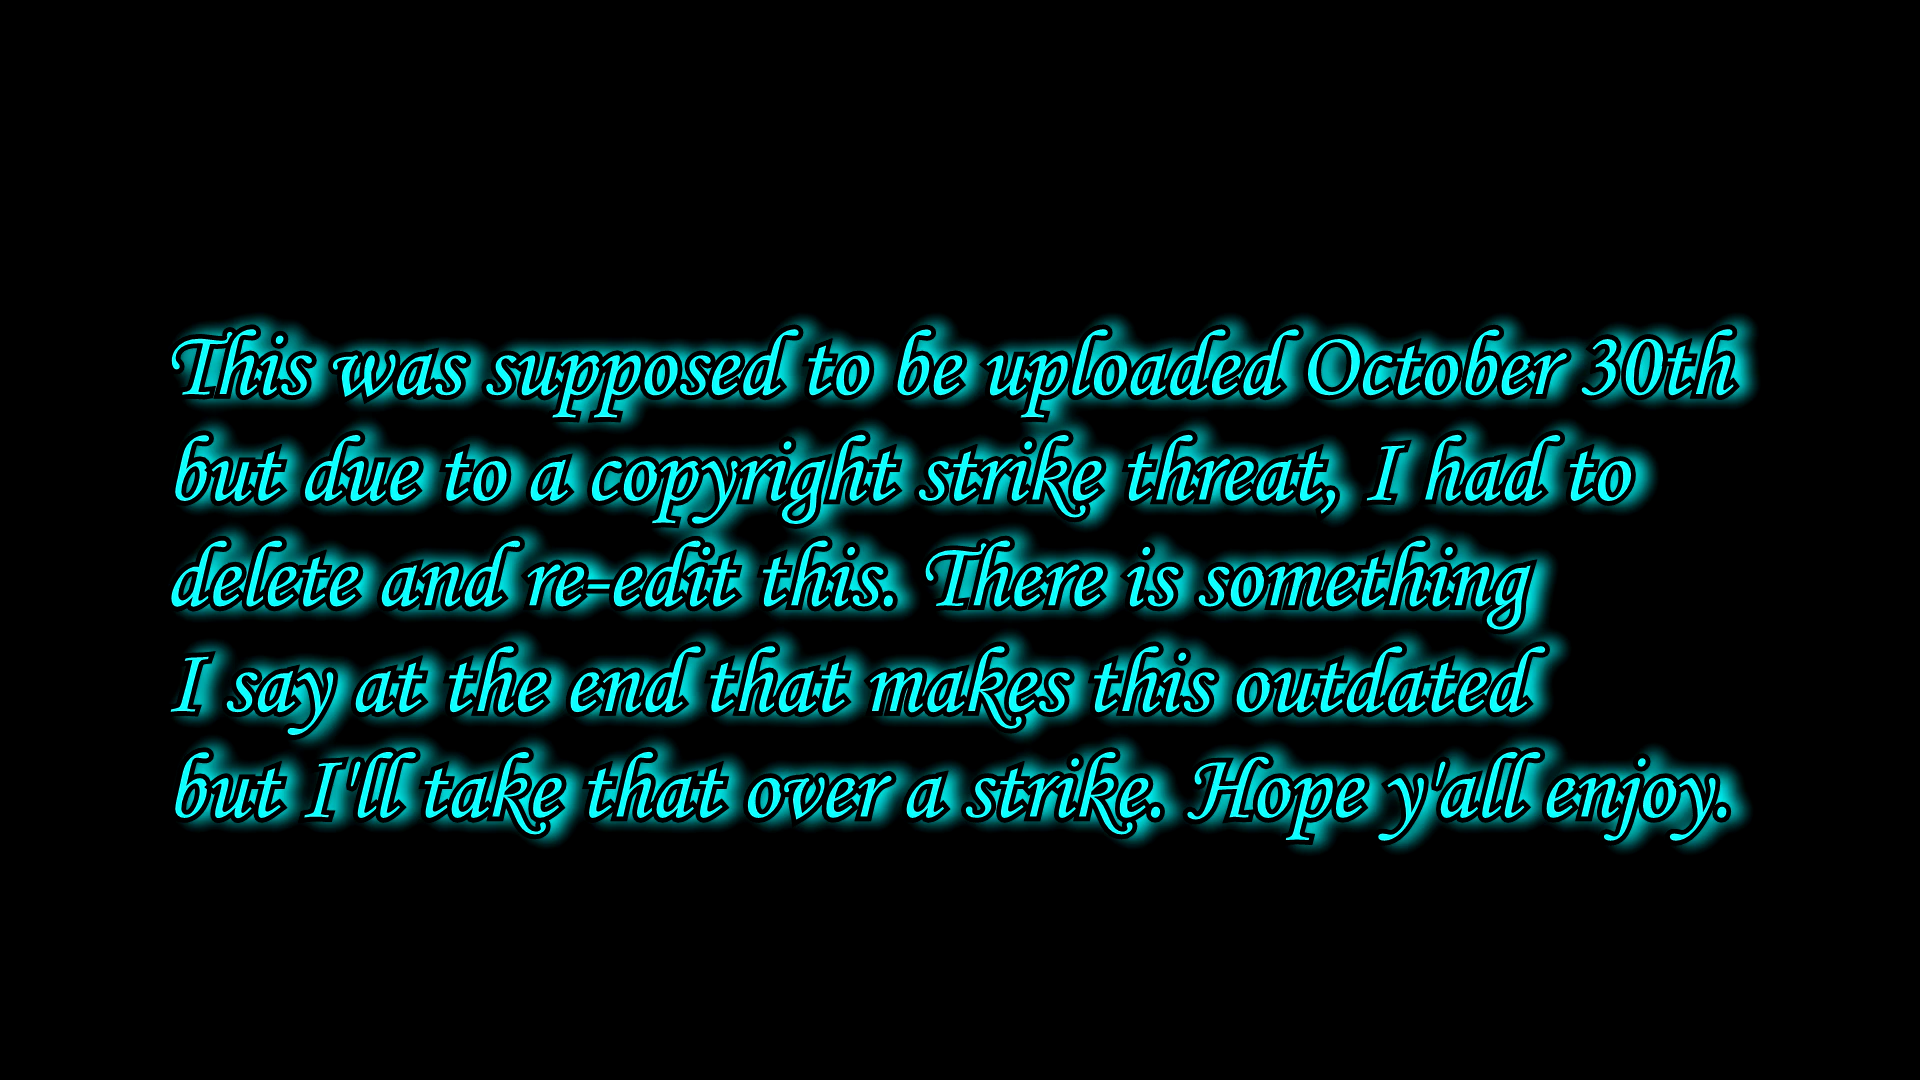 This was supposed to be uploaded October 30th
but due to a copyright strike threat, I had to
delete and re-edit this. There is something
I say at the end that makes this outdated
but I'll take that over a strike. Hope y'all enjoy.